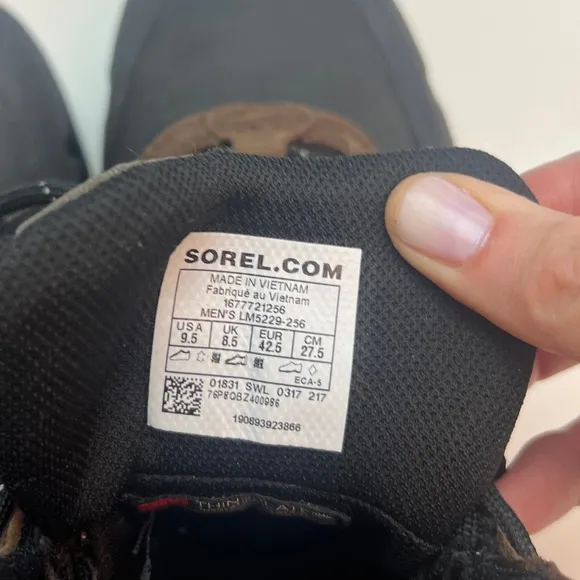 SOREL.COM
MADE IN VIETNAM
Fabriqué au Vietnam
1677721256
MEN'S LM5229-256
USA UK EUR CM
9.5 8.5 42.5 27.5
ECA-5
01831 SWL 0317 217
76P8QBZ400986
190893923866